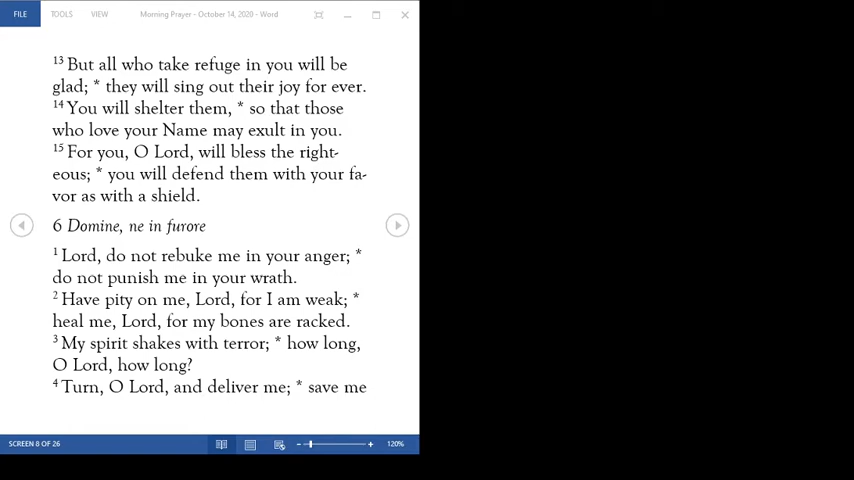 FILE TOOLS VIEW Morning Prayer - October 14, 2020 - Word
¹³ But all who take refuge in you will be
glad; * they will sing out their joy for ever.
¹⁴ You will shelter them, * so that those
who love your Name may exult in you.
¹⁵ For you, O Lord, will bless the right-
eous; * you will defend them with your fa-
vor as with a shield.
6 Domine, ne in furore
¹ Lord, do not rebuke me in your anger; *
do not punish me in your wrath.
² Have pity on me, Lord, for I am weak; *
heal me, Lord, for my bones are racked.
³ My spirit shakes with terror; * how long,
O Lord, how long?
⁴ Turn, O Lord, and deliver me; * save me
SCREEN 8 OF 26 120%